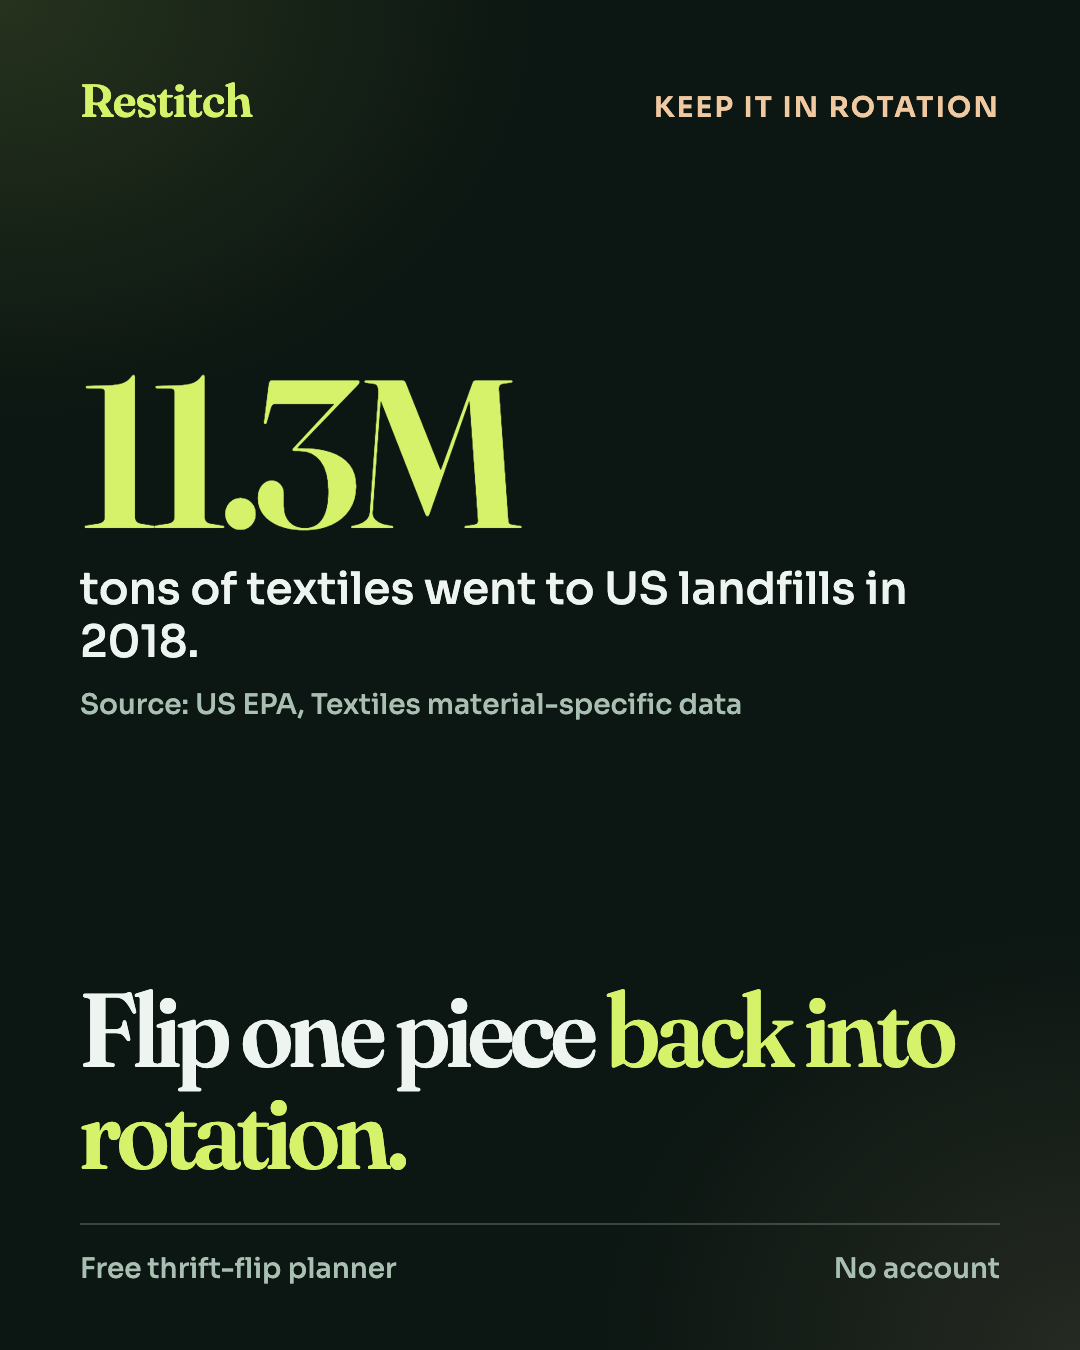 Restitch
KEEP IT IN ROTATION
11.3M
tons of textiles went to US landfills in
2018.
Source: US EPA, Textiles material-specific data
Flip one piece back into
rotation.
Free thrift-flip planner
No account